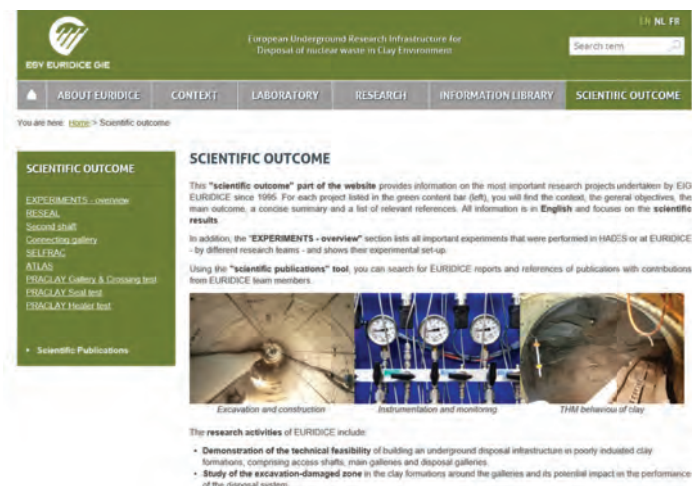 EN NL FR
European Underground Research Infrastructure for
Disposal of nuclear waste in Clay Environment
Search term
ESV EURIDICE GIE
ABOUT EURIDICE CONTEXT LABORATORY RESEARCH INFORMATION LIBRARY SCIENTIFIC OUTCOME
You are here: Home > Scientific outcome
SCIENTIFIC OUTCOME
EXPERIMENTS - overview
RESEAL
Second shaft
Connecting gallery
SELFRAC
ATLAS
PRACLAY Gallery & Crossing test
PRACLAY Seal test
PRACLAY Heater test
• Scientific Publications
SCIENTIFIC OUTCOME
This "scientific outcome" part of the website provides information on the most important research projects undertaken by EIG
EURIDICE since 1995. For each project listed in the green content bar (left), you will find the context, the general objectives, the
main outcome, a concise summary and a list of relevant references. All information is in English and focuses on the scientific
results.
In addition, the "EXPERIMENTS - overview" section lists all important experiments that were performed in HADES or at EURIDICE
- by different research teams - and shows their experimental set-up.
Using the "scientific publications" tool, you can search for EURIDICE reports and references of publications with contributions
from EURIDICE team members.
Excavation and construction
Instrumentation and monitoring
THM behaviour of clay
The research activities of EURIDICE include:
• Demonstration of the technical feasibility of building an underground disposal infrastructure in poorly indurated clay
formations, comprising access shafts, main galleries and disposal galleries.
• Study of the excavation-damaged zone in the clay formations around the galleries and its potential impact in the performance
of the disposal system